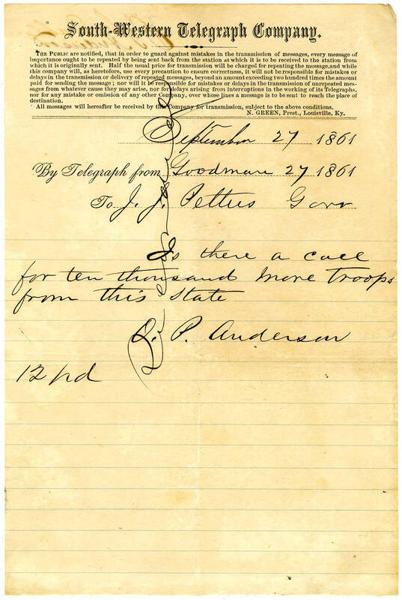 South-Western Telegraph Company.
THE PUBLIC are notified, that in order to guard against mistakes in the transmission of messages, every message of
importance ought to be repeated by being sent back from the station at which it is to be received to the station from
which it is originally sent. Half the usual price for transmission will be charged for repeating the message, and while
this company will, as heretofore, use every precaution to ensure correctness, it will not be responsible for mistakes or
delays in the transmission or delivery of repeated messages, beyond an amount exceeding two hundred times the amount
paid for sending the message; nor will it be responsible for mistakes or delays in the transmission of unrepeated mes-
sages from whatever cause they may arise, nor for delays arising from interruptions in the working of its Telegraphs,
nor for any mistake or omission of any other Company, over whose lines a message is to be sent to reach the place of
destination.
All messages will hereafter be received by this Company for transmission, subject to the above conditions.
N. GREEN, Prest., Louisville, Ky.
September 27 1861
By Telegraph from Goodman 27 1861
To J. J. Pettus Gov
Is there a call
for ten thousand more troops
from this State
P. Anderson
12 pd